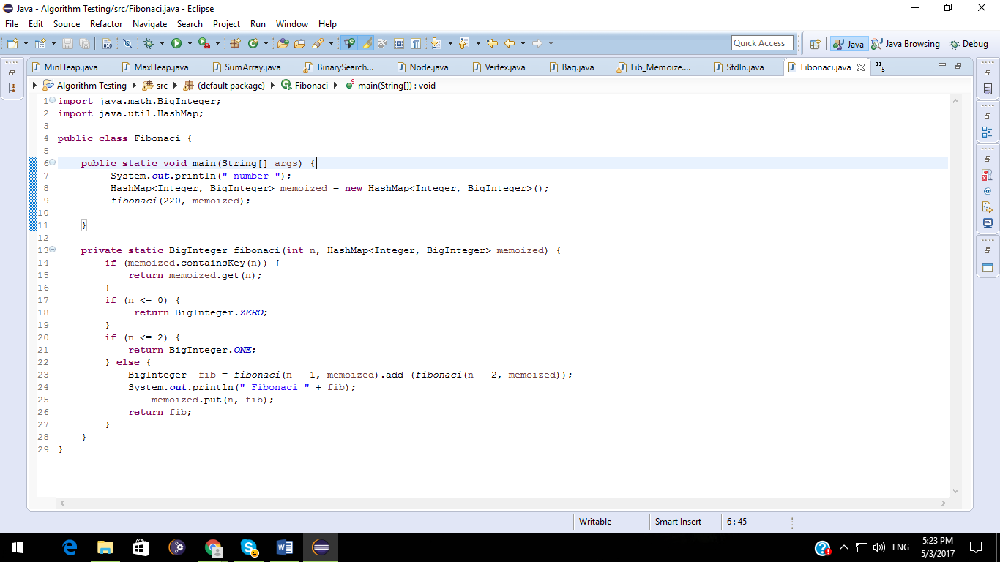 Java - Algorithm Testing/src/Fibonaci.java - Eclipse
File Edit Source Refactor Navigate Search Project Run Window Help
Quick Access Java Java Browsing Debug
MinHeap.java MaxHeap.java SumArray.java BinarySearch... Node.java Vertex.java Bag.java Fib_Memoize.... StdIn.java Fibonaci.java »5
Algorithm Testing src (default package) Fibonaci main(String[]) : void
1 import java.math.BigInteger;
2 import java.util.HashMap;
3
4 public class Fibonaci {
5
6 public static void main(String[] args) {
7 System.out.println(" number ");
8 HashMap<Integer, BigInteger> memoized = new HashMap<Integer, BigInteger>();
9 fibonaci(220, memoized);
10
11 }
12
13 private static BigInteger fibonaci(int n, HashMap<Integer, BigInteger> memoized) {
14 if (memoized.containsKey(n)) {
15 return memoized.get(n);
16 }
17 if (n <= 0) {
18 return BigInteger.ZERO;
19 }
20 if (n <= 2) {
21 return BigInteger.ONE;
22 } else {
23 BigInteger  fib = fibonaci(n - 1, memoized).add (fibonaci(n - 2, memoized));
24 System.out.println(" Fibonaci " + fib);
25 memoized.put(n, fib);
26 return fib;
27 }
28 }
29 }
Writable Smart Insert 6 : 45
4 ENG 5:23 PM
5/3/2017